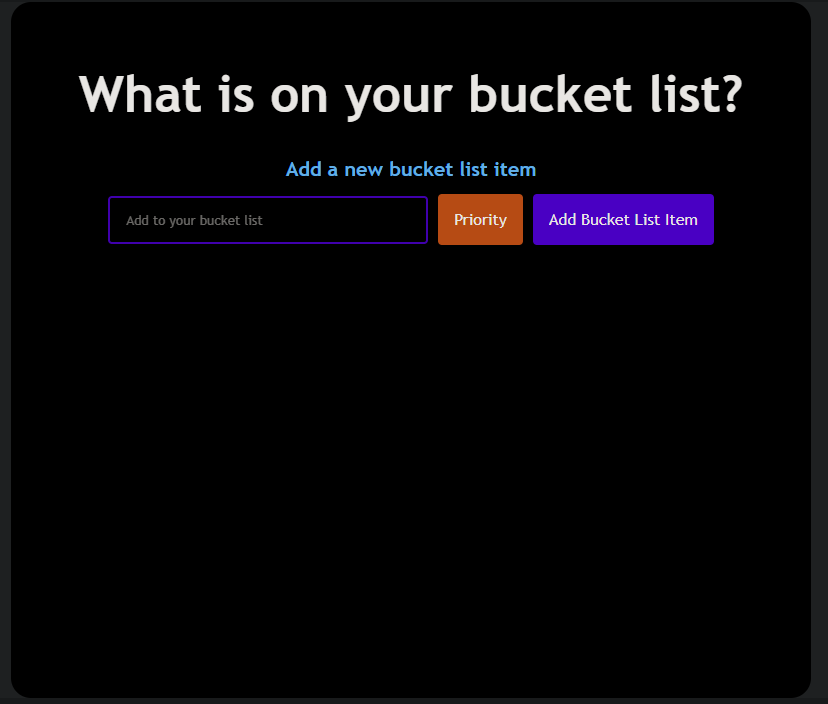 What is on your bucket list?
Add a new bucket list item
Add to your bucket list Priority Add Bucket List Item